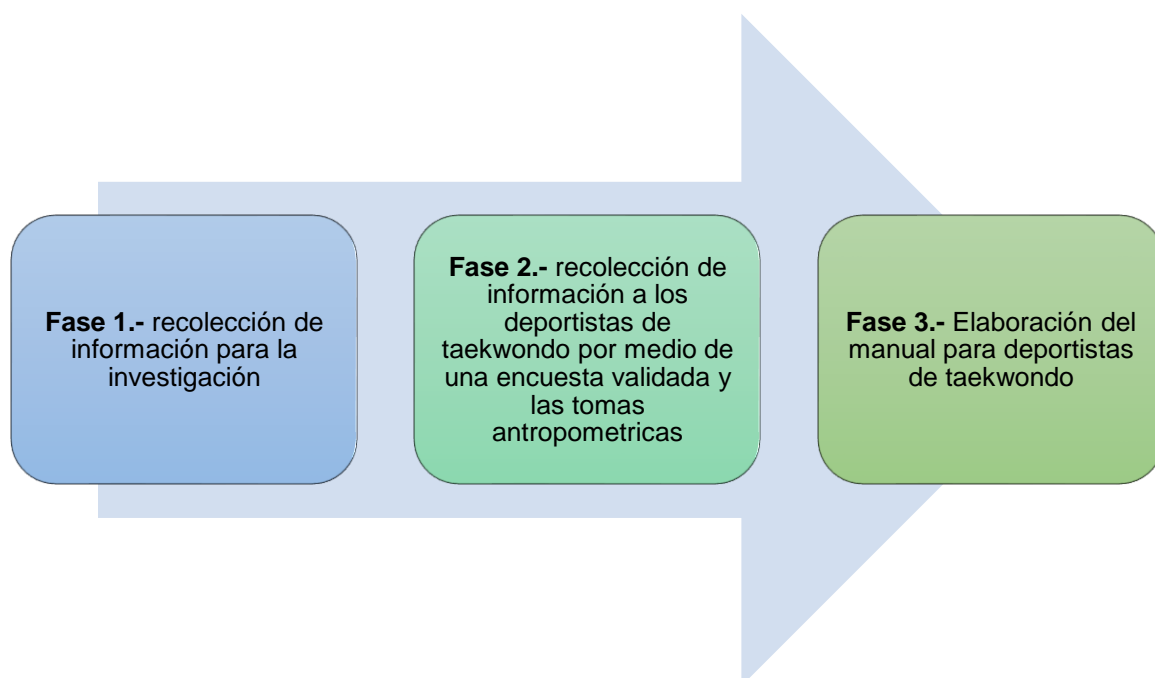 Fase 1.- recolección de
información para la
investigación
Fase 2.- recolección de
información a los
deportistas de
taekwondo por medio de
una encuesta validada y
las tomas
antropometricas
Fase 3.- Elaboración del
manual para deportistas
de taekwondo